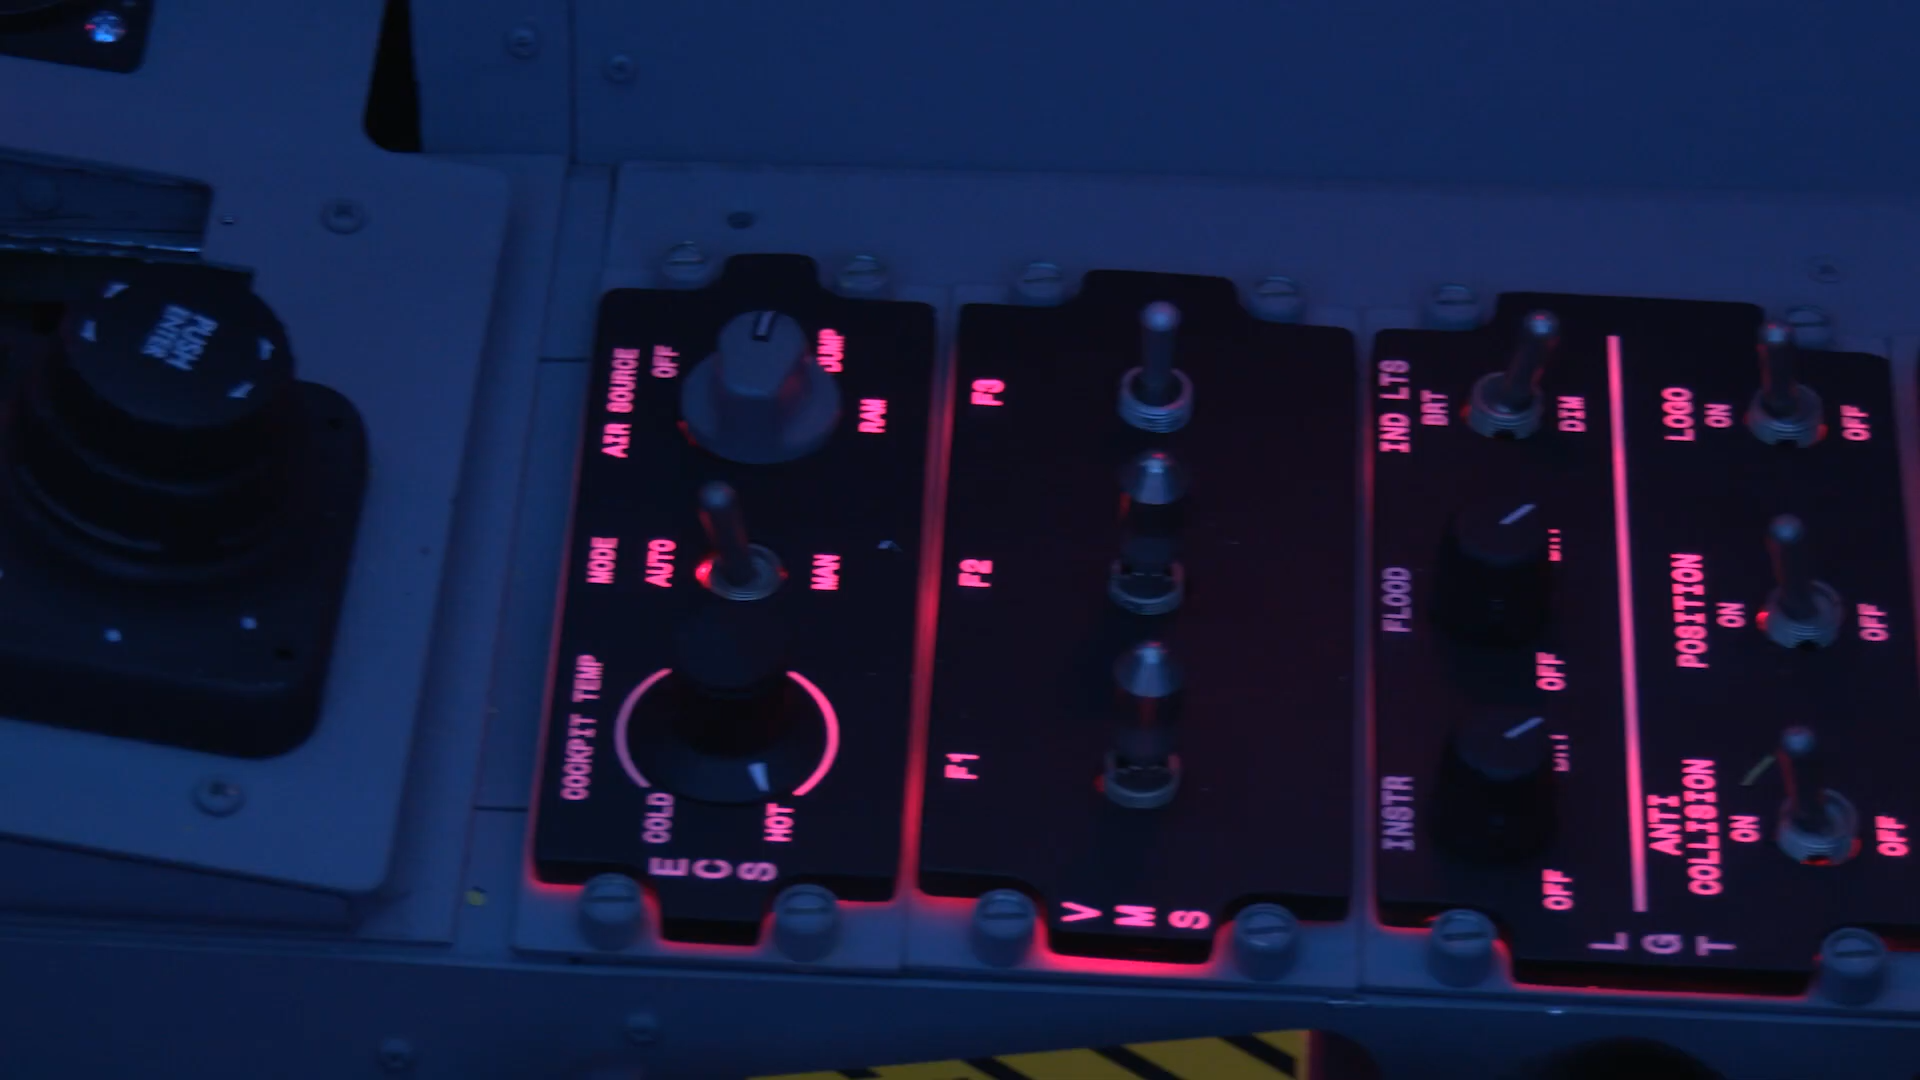 PUSH
ENTER
AIR SOURCE
OFF
DUMP
RAM
MODE
AUTO
MAN
COCKPIT TEMP
COLD
HOT
ECS
F3
F2
F1
VMS
IND LTS
BRT
DIM
FLOOD
OFF
INSTR
OFF
LOGO
ON
OFF
POSITION
ON
OFF
ANTI
COLLISION
ON
OFF
LGT